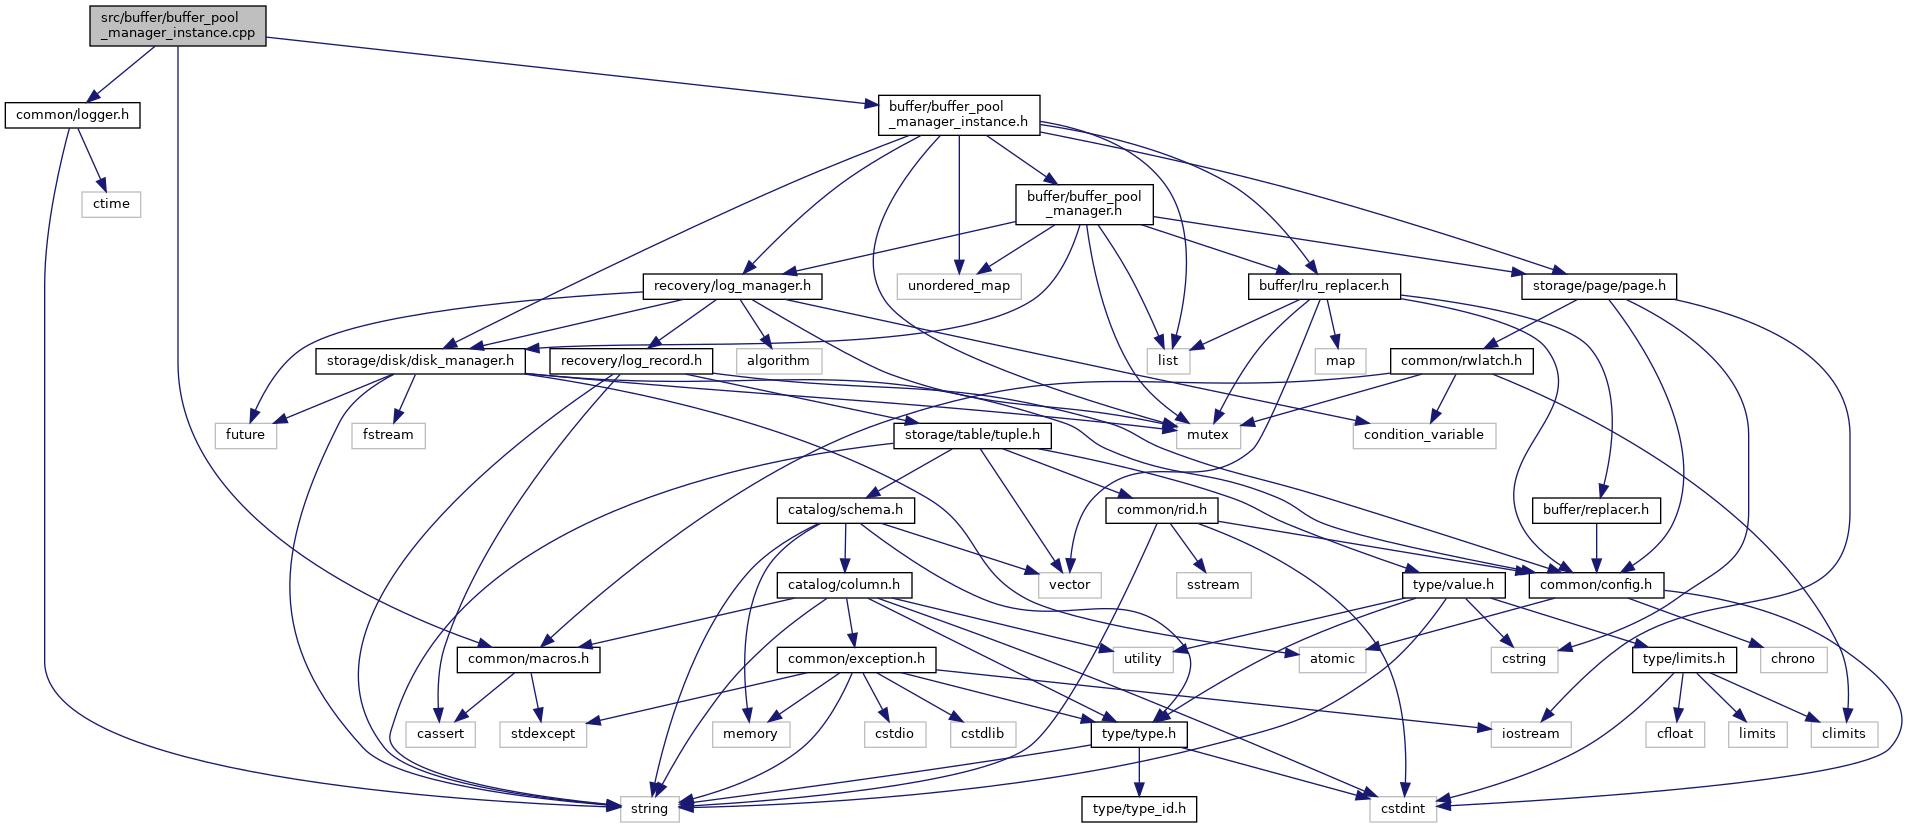 src/buffer/buffer_pool
_manager_instance.cpp
common/logger.h
buffer/buffer_pool
_manager_instance.h
ctime
buffer/buffer_pool
_manager.h
recovery/log_manager.h
unordered_map
buffer/lru_replacer.h
storage/page/page.h
storage/disk/disk_manager.h
recovery/log_record.h
algorithm
list
map
common/rwlatch.h
future
fstream
storage/table/tuple.h
mutex
condition_variable
catalog/schema.h
common/rid.h
buffer/replacer.h
catalog/column.h
vector
sstream
type/value.h
common/config.h
common/macros.h
common/exception.h
utility
atomic
cstring
type/limits.h
chrono
cassert
stdexcept
memory
cstdio
cstdlib
type/type.h
iostream
cfloat
limits
climits
string
type/type_id.h
cstdint